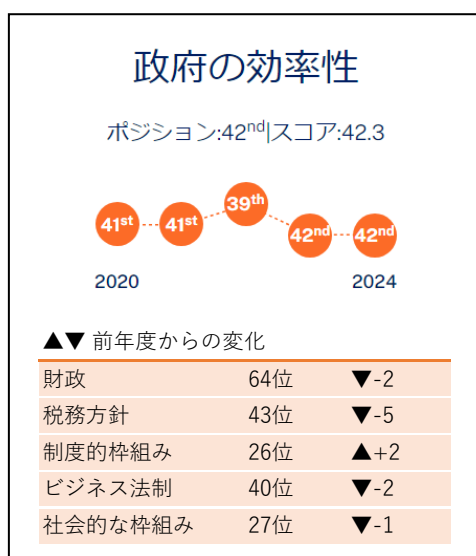 政府の効率性
ポジション:42nd|スコア:42.3
41st 41st 39th 42nd 42nd
2020 2024
▲▼ 前年度からの変化
財政 64位 ▼-2
税務方針 43位 ▼-5
制度的枠組み 26位 ▲+2
ビジネス法制 40位 ▼-2
社会的な枠組み 27位 ▼-1